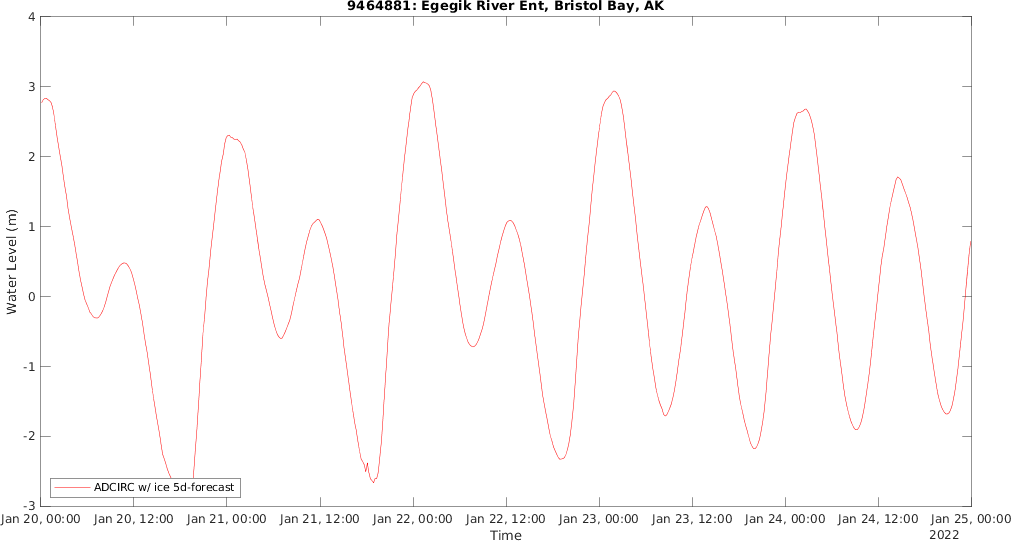 9464881: Egegik River Ent, Bristol Bay, AK
4
3
2
1
0
-1
-2
-3
Water Level (m)
ADCIRC w/ ice 5d-forecast
Jan 20, 00:00 Jan 20, 12:00 Jan 21, 00:00 Jan 21, 12:00 Jan 22, 00:00 Jan 22, 12:00 Jan 23, 00:00 Jan 23, 12:00 Jan 24, 00:00 Jan 24, 12:00 Jan 25, 00:00
Time
2022